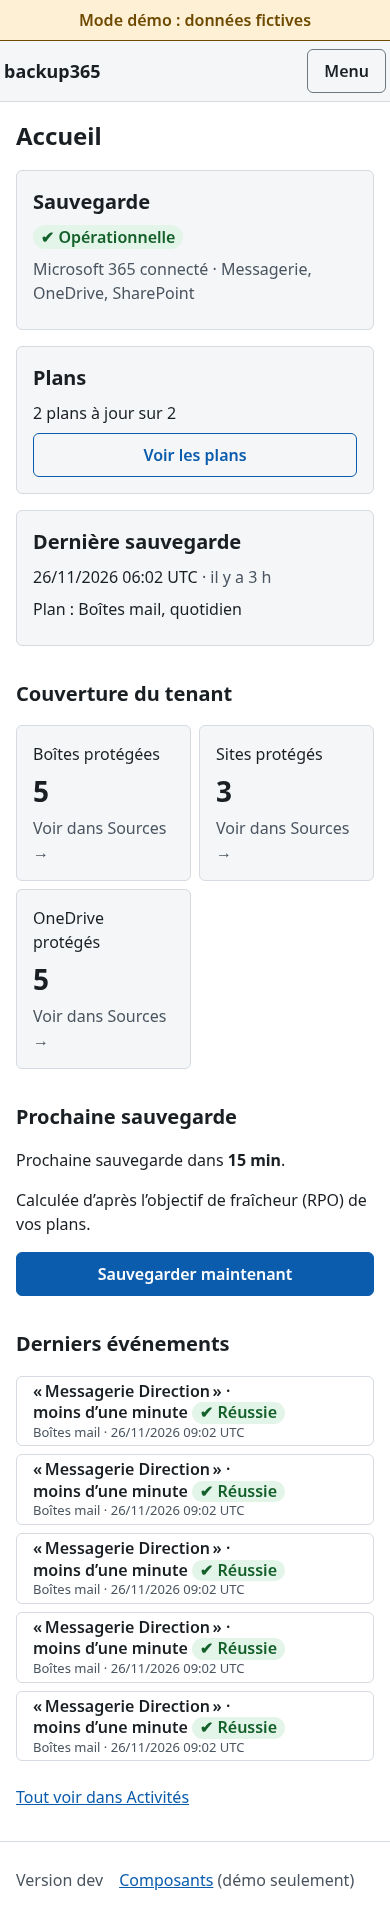 Mode démo : données fictives
backup365
Menu
Accueil
Sauvegarde
✔ Opérationnelle
Microsoft 365 connecté · Messagerie,
OneDrive, SharePoint
Plans
2 plans à jour sur 2
Voir les plans
Dernière sauvegarde
26/11/2026 06:02 UTC · il y a 3 h
Plan : Boîtes mail, quotidien
Couverture du tenant
Boîtes protégées
5
Voir dans Sources
→
Sites protégés
3
Voir dans Sources
→
OneDrive
protégés
5
Voir dans Sources
→
Prochaine sauvegarde
Prochaine sauvegarde dans 15 min.
Calculée d’après l’objectif de fraîcheur (RPO) de
vos plans.
Sauvegarder maintenant
Derniers événements
« Messagerie Direction » ·
moins d’une minute ✔ Réussie
Boîtes mail · 26/11/2026 09:02 UTC
« Messagerie Direction » ·
moins d’une minute ✔ Réussie
Boîtes mail · 26/11/2026 09:02 UTC
« Messagerie Direction » ·
moins d’une minute ✔ Réussie
Boîtes mail · 26/11/2026 09:02 UTC
« Messagerie Direction » ·
moins d’une minute ✔ Réussie
Boîtes mail · 26/11/2026 09:02 UTC
« Messagerie Direction » ·
moins d’une minute ✔ Réussie
Boîtes mail · 26/11/2026 09:02 UTC
Tout voir dans Activités
Version dev Composants (démo seulement)